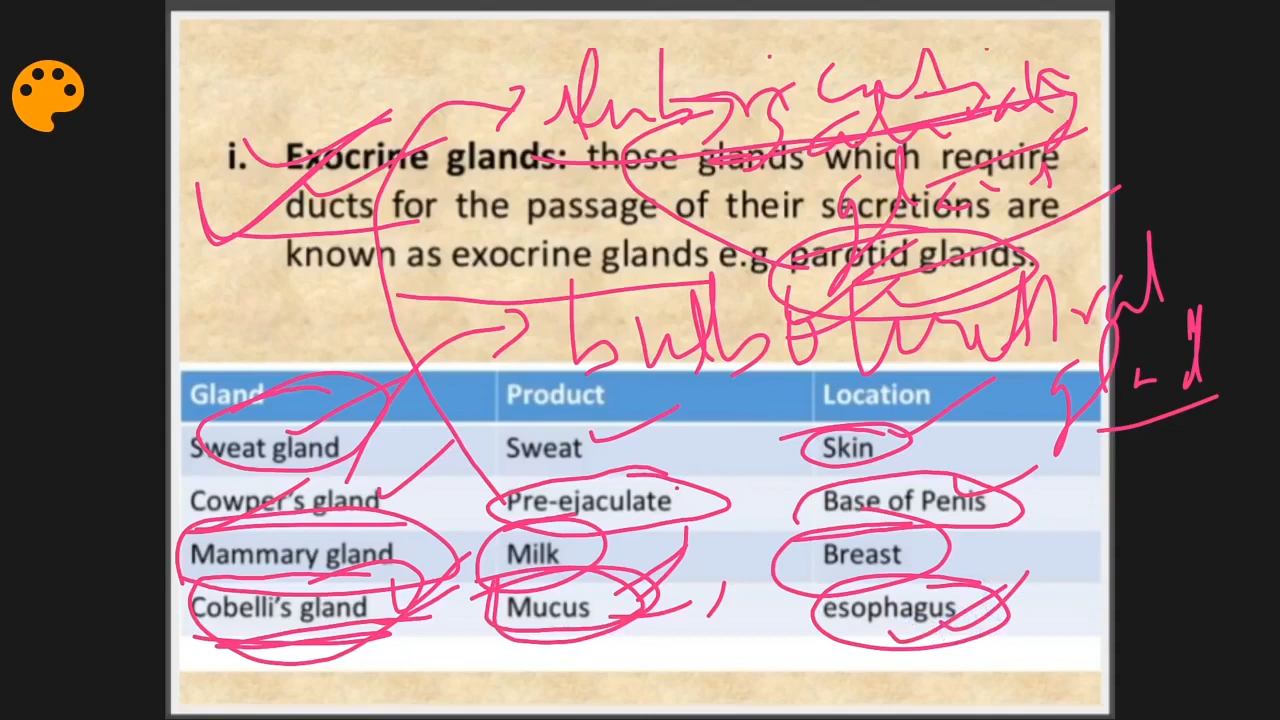 i. Exocrine glands: those glands which require
ducts for the passage of their secretions are
known as exocrine glands e.g. parotid glands.
bulbourethral
gland
Gland Product Location
Sweat gland Sweat Skin
Cowper's gland Pre-ejaculate Base of Penis
Mammary gland Milk Breast
Cobelli's gland Mucus esophagus